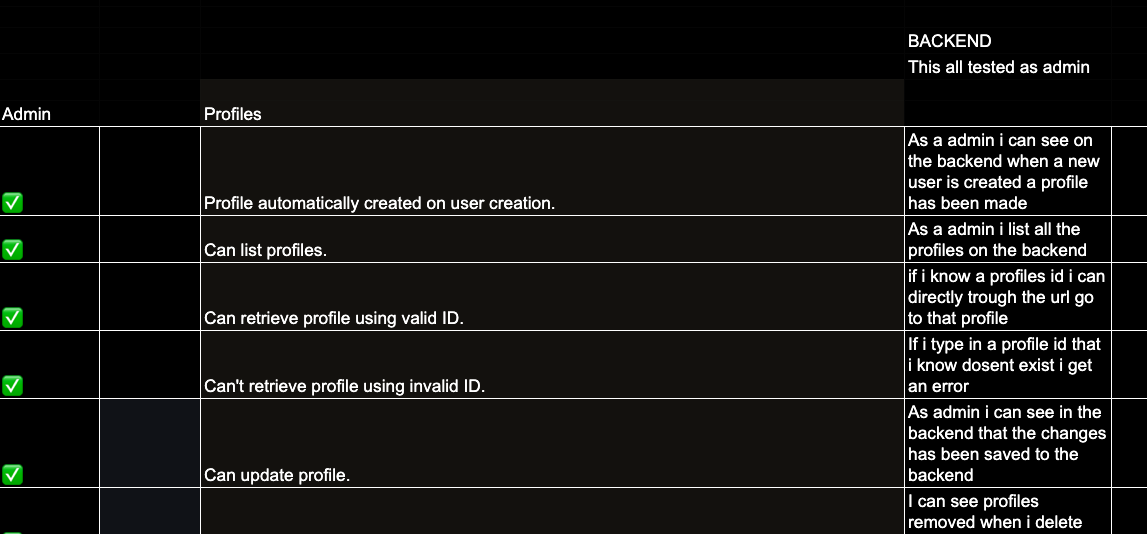 BACKEND
This all tested as admin
Admin
Profiles
As a admin i can see on
the backend when a new
user is created a profile
has been made
✅
Profile automatically created on user creation.
As a admin i list all the
profiles on the backend
✅
Can list profiles.
if i know a profiles id i can
directly trough the url go
to that profile
✅
Can retrieve profile using valid ID.
If i type in a profile id that
i know dosent exist i get
an error
✅
Can't retrieve profile using invalid ID.
As admin i can see in the
backend that the changes
has been saved to the
backend
✅
Can update profile.
I can see profiles
removed when i delete